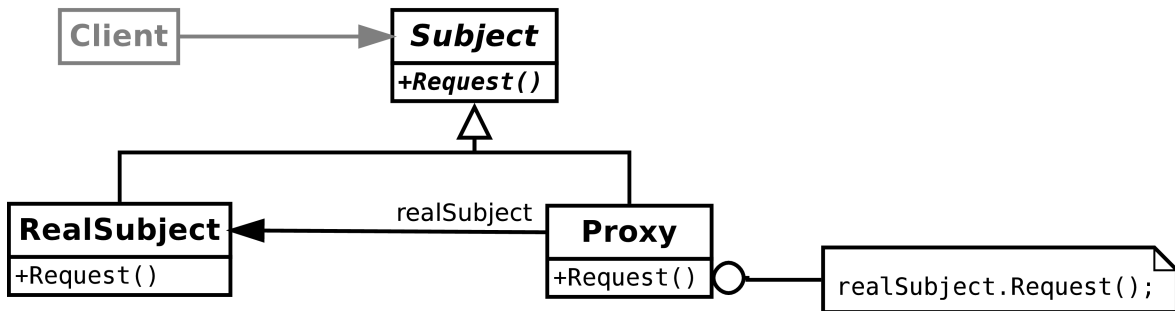 Client
Subject
+Request()
RealSubject
+Request()
realSubject
Proxy
+Request()
realSubject.Request();